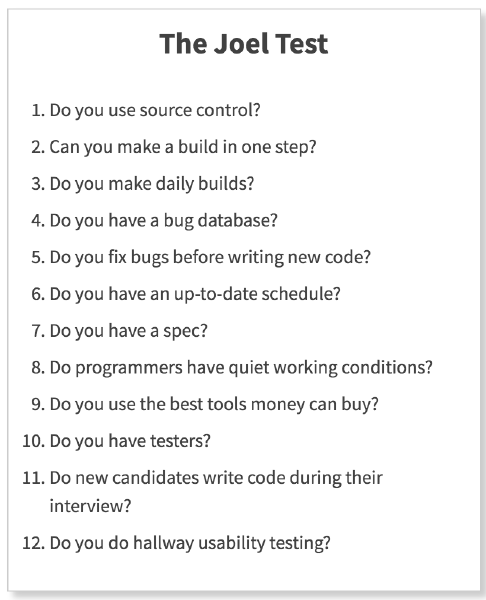 The Joel Test
1. Do you use source control?
2. Can you make a build in one step?
3. Do you make daily builds?
4. Do you have a bug database?
5. Do you fix bugs before writing new code?
6. Do you have an up-to-date schedule?
7. Do you have a spec?
8. Do programmers have quiet working conditions?
9. Do you use the best tools money can buy?
10. Do you have testers?
11. Do new candidates write code during their
interview?
12. Do you do hallway usability testing?